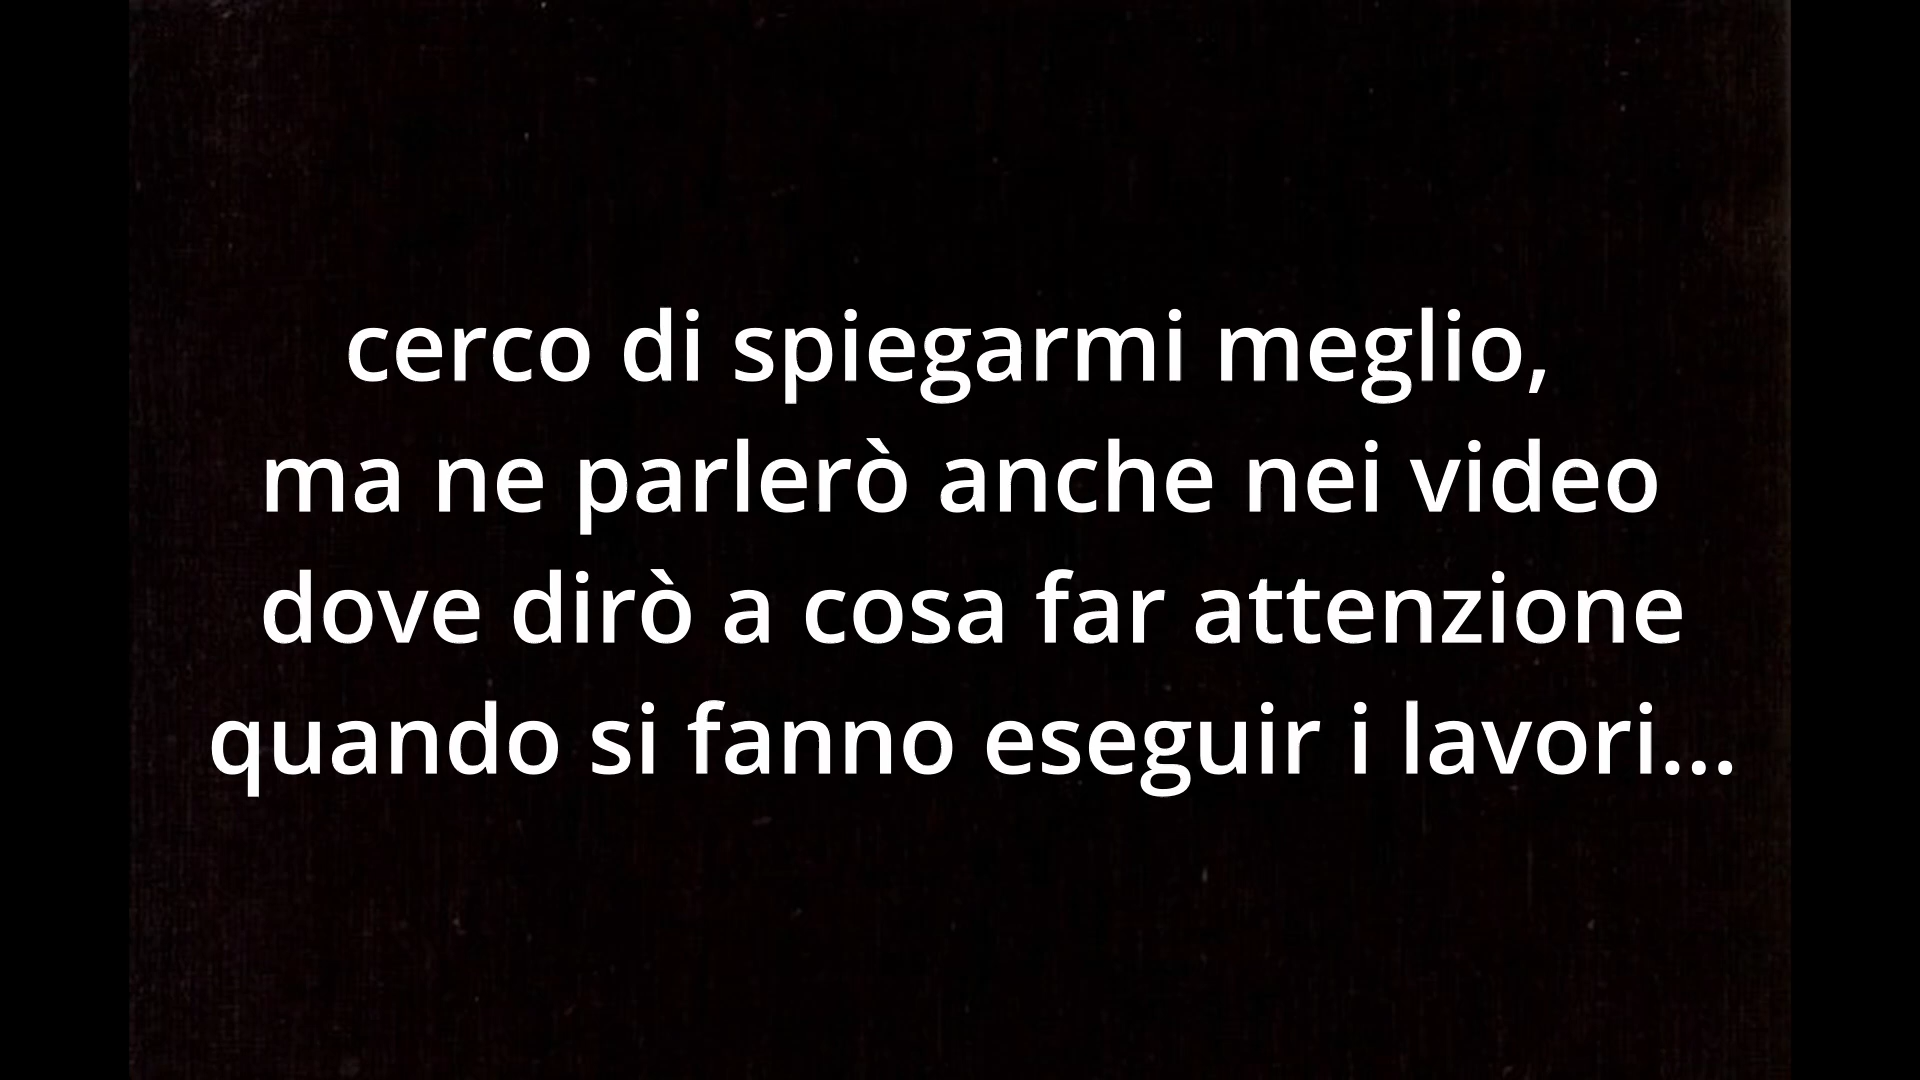 cerco di spiegarmi meglio,
ma ne parlerò anche nei video
dove dirò a cosa far attenzione
quando si fanno eseguir i lavori...